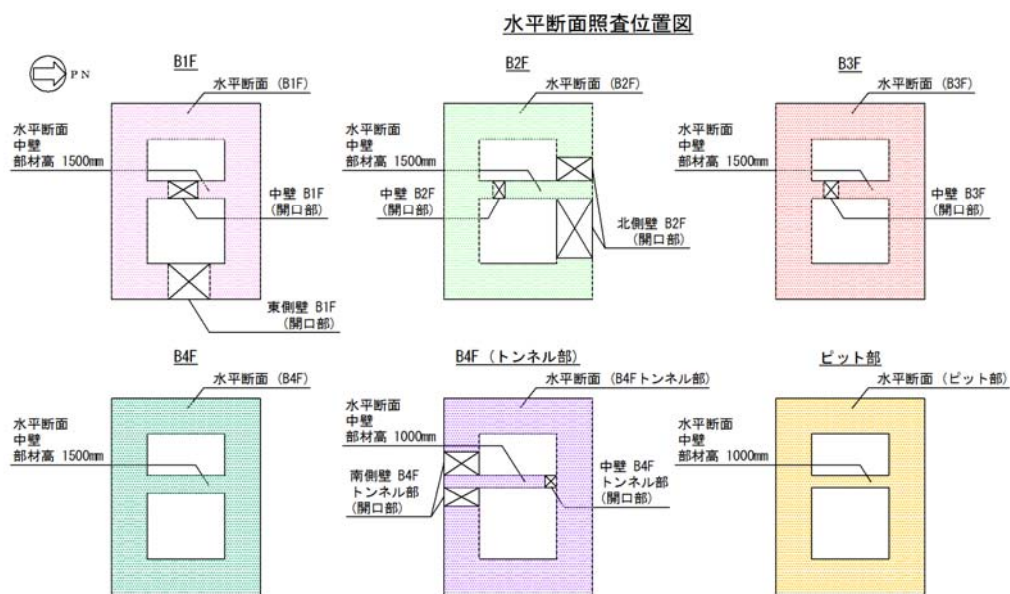 水平断面照査位置図
PN
B1F
水平断面 (B1F)
水平断面
中壁
部材高 1500mm
中壁 B1F
(開口部)
東側壁 B1F
(開口部)
B2F
水平断面 (B2F)
水平断面
中壁
部材高 1500mm
中壁 B2F
(開口部)
北側壁 B2F
(開口部)
B3F
水平断面 (B3F)
水平断面
中壁
部材高 1500mm
中壁 B3F
(開口部)
B4F
水平断面 (B4F)
水平断面
中壁
部材高 1500mm
B4F (トンネル部)
水平断面 (B4Fトンネル部)
水平断面
中壁
部材高 1000mm
南側壁 B4F
トンネル部
(開口部)
中壁 B4F
トンネル部
(開口部)
ピット部
水平断面 (ピット部)
水平断面
中壁
部材高 1000mm